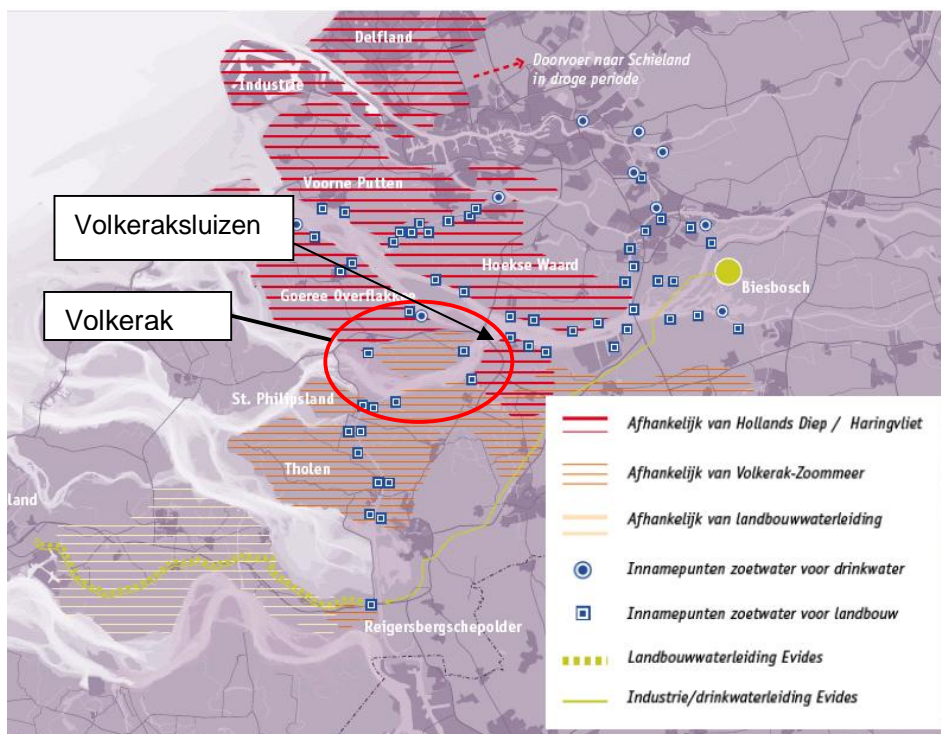 Delfland
Doorvoer naar Schieland
in droge periode
Industrie
Voorne Putten
Volkeraksluizen
Hoekse Waard
Goeree Overflakkee
Biesbosch
Volkerak
St. Philipsland
Tholen
land
Reigersbergschepolder
Afhankelijk van Hollands Diep / Haringvliet
Afhankelijk van Volkerak-Zoommeer
Afhankelijk van landbouwwaterleiding
Innamepunten zoetwater voor drinkwater
Innamepunten zoetwater voor landbouw
Landbouwwaterleiding Evides
Industrie/drinkwaterleiding Evides